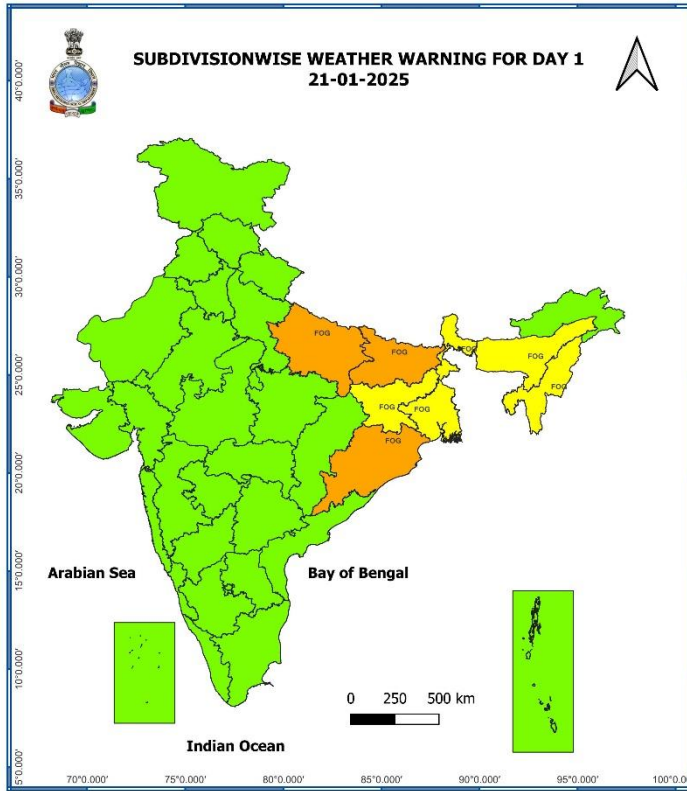 SUBDIVISIONWISE WEATHER WARNING FOR DAY 1
21-01-2025
40°0.000'
35°0.000'
30°0.000'
25°0.000'
20°0.000'
15°0.000'
10°0.000'
5°0.000'
FOG
FOG
FOG
FOG
FOG
FOG
FOG
FOG
Arabian Sea
Bay of Bengal
0 250 500 km
Indian Ocean
70°0.000' 75°0.000' 80°0.000' 85°0.000' 90°0.000' 95°0.000' 100°0.0